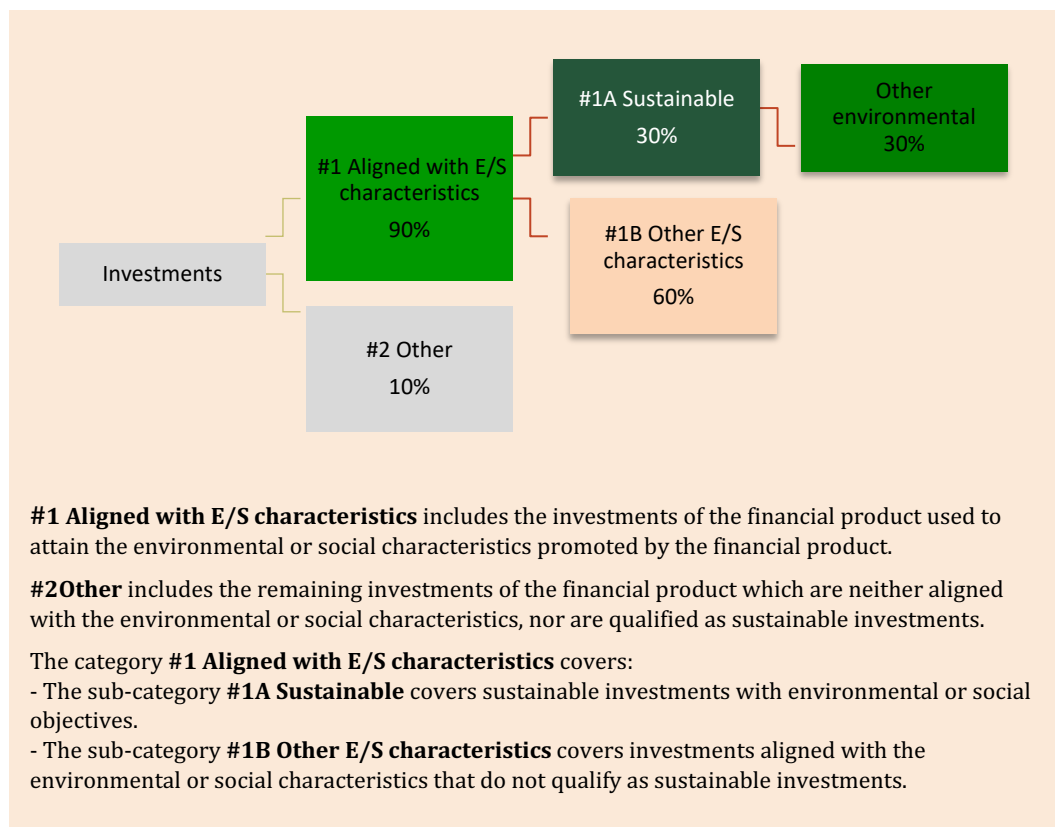 Investments
#1 Aligned with E/S
characteristics
90%
#2 Other
10%
#1A Sustainable
30%
#1B Other E/S
characteristics
60%
Other
environmental
30%
#1 Aligned with E/S characteristics includes the investments of the financial product used to
attain the environmental or social characteristics promoted by the financial product.
#2Other includes the remaining investments of the financial product which are neither aligned
with the environmental or social characteristics, nor are qualified as sustainable investments.
The category #1 Aligned with E/S characteristics covers:
- The sub-category #1A Sustainable covers sustainable investments with environmental or social
objectives.
- The sub-category #1B Other E/S characteristics covers investments aligned with the
environmental or social characteristics that do not qualify as sustainable investments.